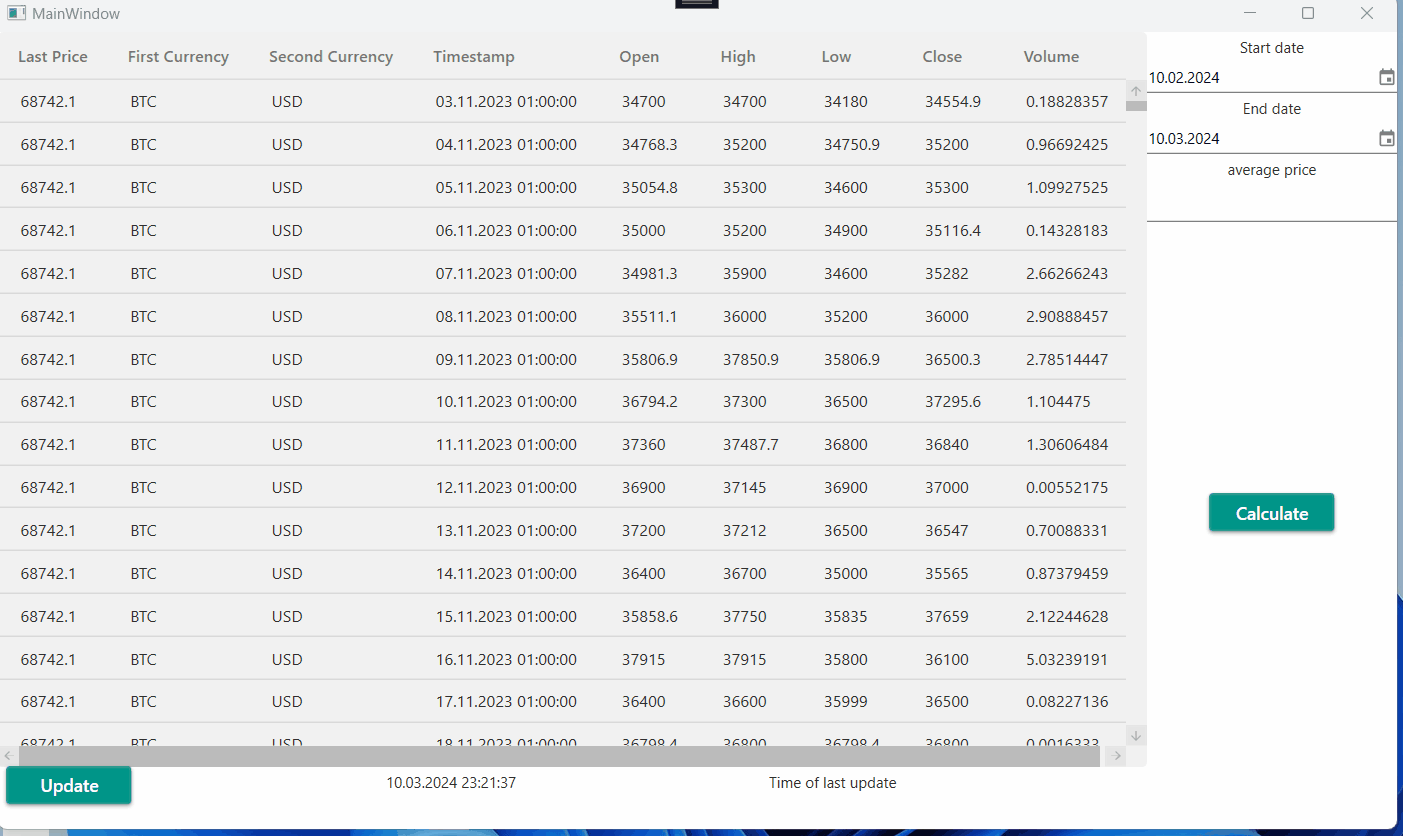 MainWindow
Last Price First Currency Second Currency Timestamp Open High Low Close Volume
68742.1 BTC USD 03.11.2023 01:00:00 34700 34700 34180 34554.9 0.18828357
68742.1 BTC USD 04.11.2023 01:00:00 34768.3 35200 34750.9 35200 0.96692425
68742.1 BTC USD 05.11.2023 01:00:00 35054.8 35300 34600 35300 1.09927525
68742.1 BTC USD 06.11.2023 01:00:00 35000 35200 34900 35116.4 0.14328183
68742.1 BTC USD 07.11.2023 01:00:00 34981.3 35900 34600 35282 2.66266243
68742.1 BTC USD 08.11.2023 01:00:00 35511.1 36000 35200 36000 2.90888457
68742.1 BTC USD 09.11.2023 01:00:00 35806.9 37850.9 35806.9 36500.3 2.78514447
68742.1 BTC USD 10.11.2023 01:00:00 36794.2 37300 36500 37295.6 1.104475
68742.1 BTC USD 11.11.2023 01:00:00 37360 37487.7 36800 36840 1.30606484
68742.1 BTC USD 12.11.2023 01:00:00 36900 37145 36900 37000 0.00552175
68742.1 BTC USD 13.11.2023 01:00:00 37200 37212 36500 36547 0.70088331
68742.1 BTC USD 14.11.2023 01:00:00 36400 36700 35000 35565 0.87379459
68742.1 BTC USD 15.11.2023 01:00:00 35858.6 37750 35835 37659 2.12244628
68742.1 BTC USD 16.11.2023 01:00:00 37915 37915 35800 36100 5.03239191
68742.1 BTC USD 17.11.2023 01:00:00 36400 36600 35999 36500 0.08227136
68742.1 BTC USD 18.11.2023 01:00:00 36798.4 36800 36798.4 36800 0.0016333
Start date
10.02.2024
End date
10.03.2024
average price
Calculate
Update
10.03.2024 23:21:37
Time of last update